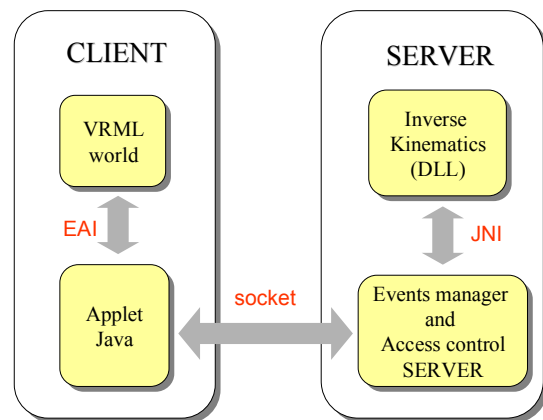 CLIENT
VRML
world
EAI
Applet
Java
socket
SERVER
Inverse
Kinematics
(DLL)
JNI
Events manager
and
Access control
SERVER